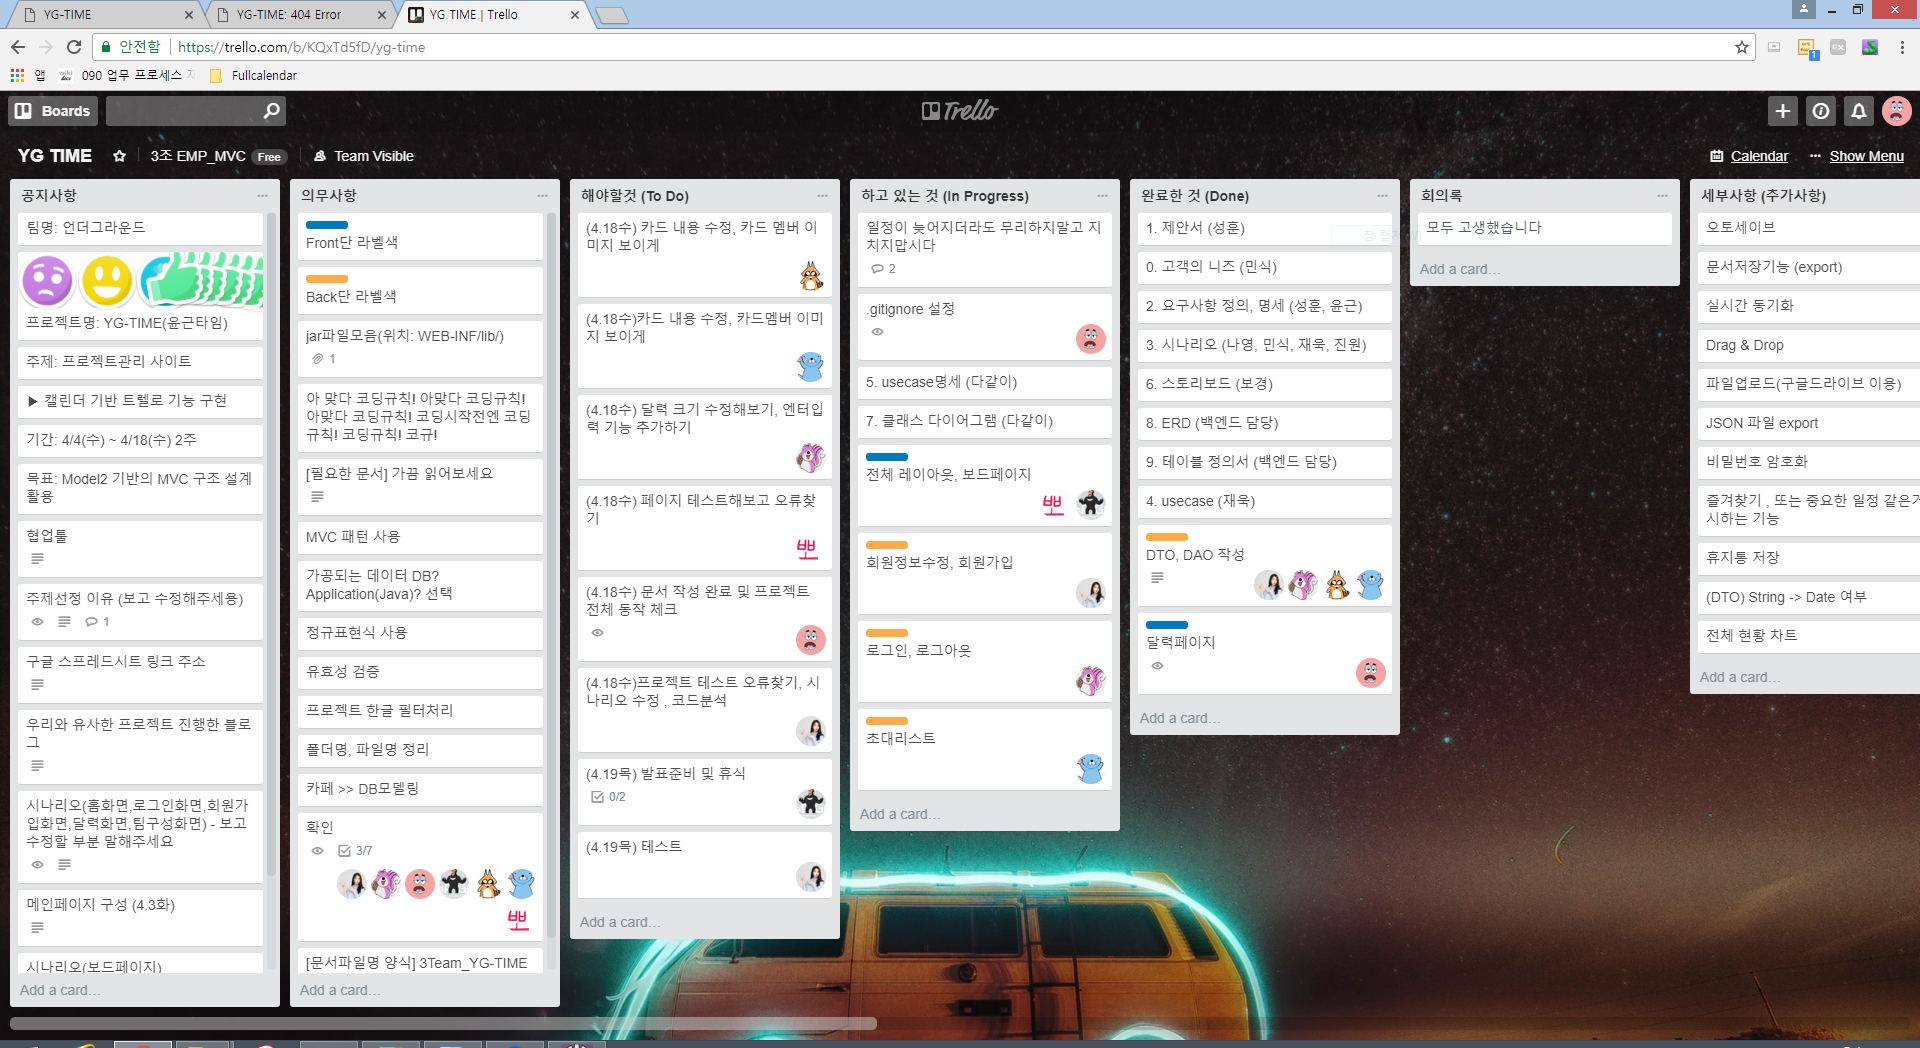 YG-TIME
YG-TIME: 404 Error
YG TIME | Trello
안전함
https://trello.com/b/KQxTd5fD/yg-time
앱
090 업무 프로세스
Fullcalendar
Boards
Trello
YG TIME
3조 EMP_MVC
Free
Team Visible
Calendar
Show Menu
공지사항
팀명: 언더그라운드
프로젝트명: YG-TIME(윤근타임)
주제: 프로젝트관리 사이트
▶ 캘린더 기반 트렐로 기능 구현
기간: 4/4(수) ~ 4/18(수) 2주
목표: Model2 기반의 MVC 구조 설계
활용
협업툴
주제선정 이유 (보고 수정해주세용)
1
구글 스프레드시트 링크 주소
우리와 유사한 프로젝트 진행한 블로
그
시나리오(홈화면,로그인화면,회원가
입화면,달력화면,팀구성화면) - 보고
수정할 부분 말해주세요
메인페이지 구성 (4.3화)
시나리오(보드페이지)
Add a card…
의무사항
Front단 라벨색
Back단 라벨색
jar파일모음(위치: WEB-INF/lib/)
1
아 맞다 코딩규칙! 아맞다 코딩규칙!
아맞다 코딩규칙! 코딩시작전엔 코딩
규칙! 코딩규칙! 코규!
[필요한 문서] 가끔 읽어보세요
MVC 패턴 사용
가공되는 데이터 DB?
Application(Java)? 선택
정규표현식 사용
유효성 검증
프로젝트 한글 필터처리
폴더명, 파일명 정리
카페 >> DB모델링
확인
3/7
뽀
[문서파일명 양식] 3Team_YG-TIME
Add a card…
해야할것 (To Do)
(4.18수) 카드 내용 수정, 카드 멤버 이
미지 보이게
(4.18수)카드 내용 수정, 카드멤버 이미
지 보이게
(4.18수) 달력 크기 수정해보기, 엔터입
력 기능 추가하기
(4.18수) 페이지 테스트해보고 오류찾
기
뽀
(4.18수) 문서 작성 완료 및 프로젝트
전체 동작 체크
(4.18수)프로젝트 테스트 오류찾기, 시
나리오 수정 , 코드분석
(4.19목) 발표준비 및 휴식
0/2
(4.19목) 테스트
Add a card…
하고 있는 것 (In Progress)
일정이 늦어지더라도 무리하지말고 지
치지맙시다
2
.gitignore 설정
5. usecase명세 (다같이)
7. 클래스 다이어그램 (다같이)
전체 레이아웃, 보드페이지
뽀
회원정보수정, 회원가입
로그인, 로그아웃
초대리스트
Add a card…
완료한 것 (Done)
1. 제안서 (성훈)
0. 고객의 니즈 (민식)
2. 요구사항 정의, 명세 (성훈, 윤근)
3. 시나리오 (나영, 민식, 재욱, 진원)
6. 스토리보드 (보경)
8. ERD (백엔드 담당)
9. 테이블 정의서 (백엔드 담당)
4. usecase (재욱)
DTO, DAO 작성
달력페이지
Add a card…
회의록
모두 고생했습니다
Add a card…
세부사항 (추가사항)
오토세이브
문서저장기능 (export)
실시간 동기화
Drag & Drop
파일업로드(구글드라이브 이용)
JSON 파일 export
비밀번호 암호화
즐겨찾기 , 또는 중요한 일정 같은거
시하는 기능
휴지통 저장
(DTO) String -> Date 여부
전체 현황 차트
Add a card…